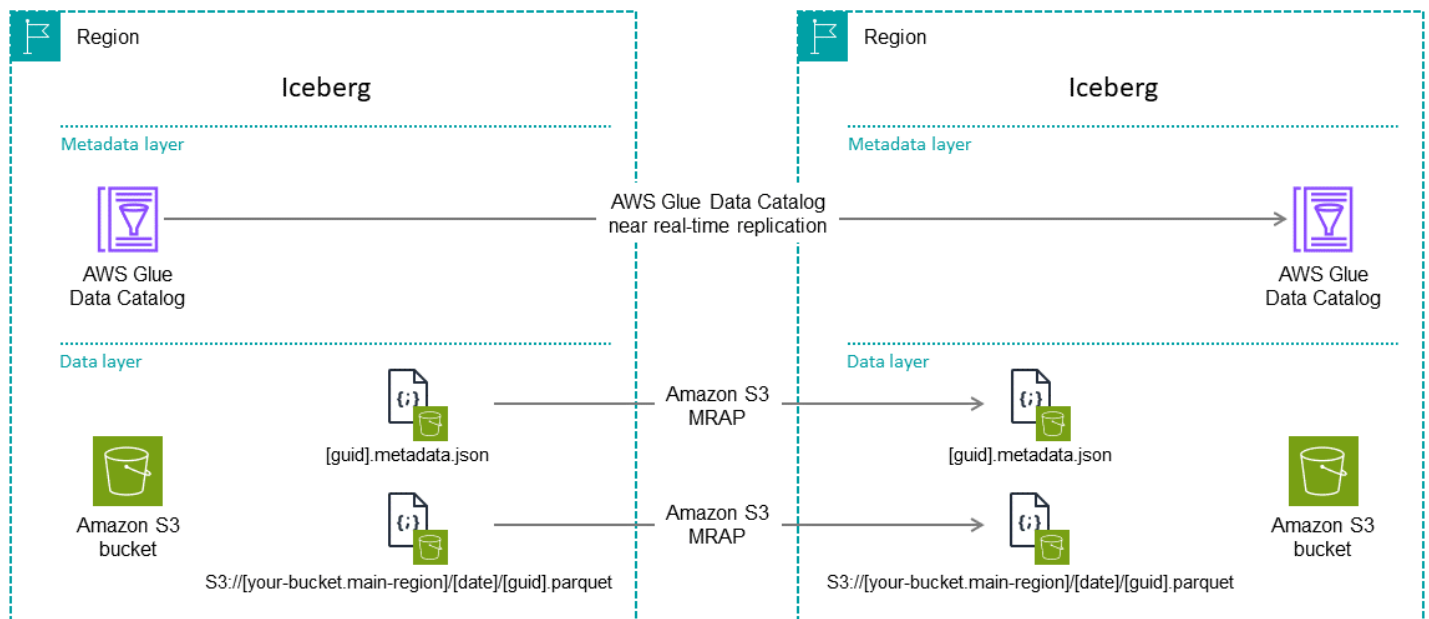 Region
Iceberg
Metadata layer
AWS Glue
Data Catalog
AWS Glue Data Catalog
near real-time replication
Data layer
[guid].metadata.json
Amazon S3
MRAP
Amazon S3
bucket
S3://[your-bucket.main-region]/[date]/[guid].parquet
Amazon S3
MRAP
Region
Iceberg
Metadata layer
AWS Glue
Data Catalog
Data layer
[guid].metadata.json
S3://[your-bucket.main-region]/[date]/[guid].parquet
Amazon S3
bucket